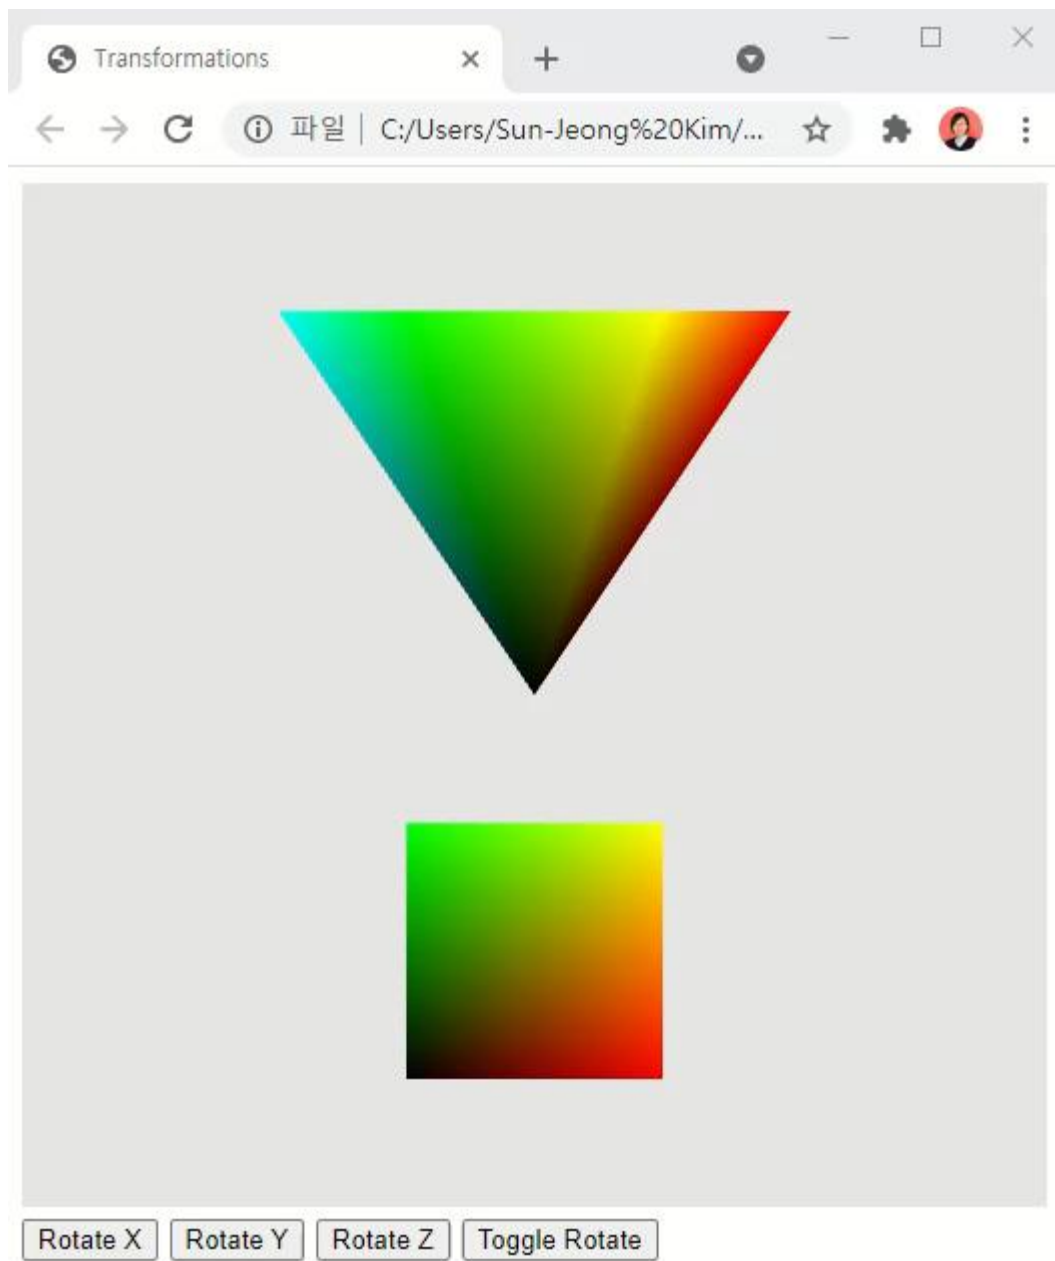 Transformations
파일 | C:/Users/Sun-Jeong%20Kim/...
Rotate X Rotate Y Rotate Z Toggle Rotate